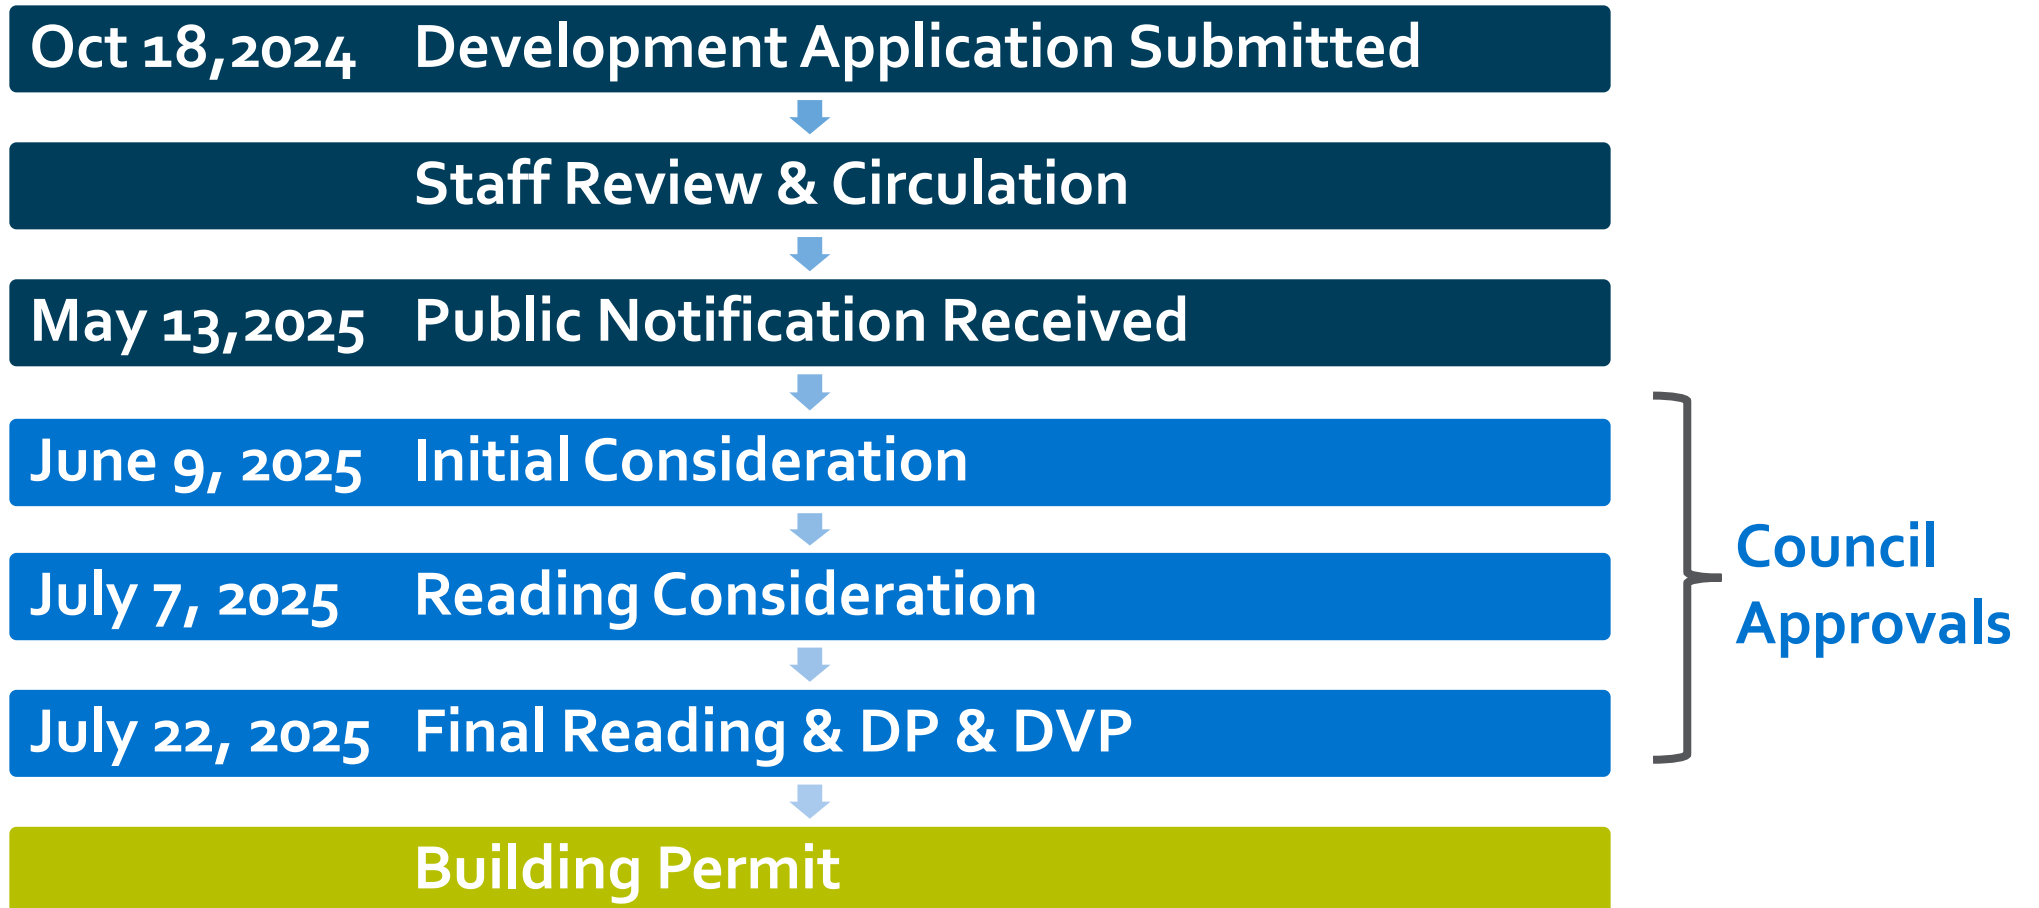 Oct 18,2024 Development Application Submitted
Staff Review & Circulation
May 13,2025 Public Notification Received
June 9, 2025 Initial Consideration
July 7, 2025 Reading Consideration
July 22, 2025 Final Reading & DP & DVP
Building Permit
Council
Approvals